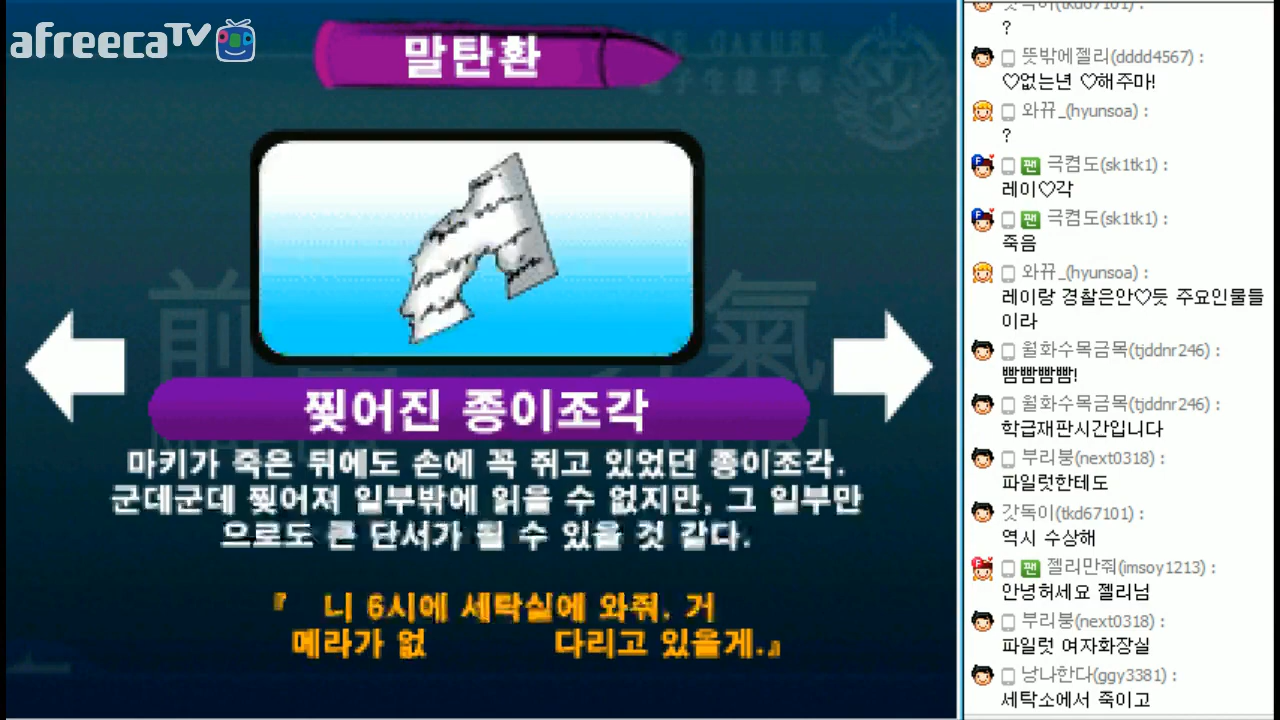 afreecaTV
말탄환
찢어진 종이조각
마키가 죽은 뒤에도 손에 꼭 쥐고 있었던 종이조각.
군데군데 찢어져 일부밖에 읽을 수 없지만, 그 일부만
으로도 큰 단서가 될 수 있을 것 같다.
『 니 6시에 세탁실에 와줘. 거
메라가 없 다리고 있을게.』
갓독이(tkd67101) :
?
뜻밖에젤리(dddd4567) :
♡없는년 ♡해주마!
와뀨_(hyunsoa) :
?
팬 극켬도(sk1tk1) :
레이♡각
팬 극켬도(sk1tk1) :
죽음
와뀨_(hyunsoa) :
레이랑 경찰은안♡듯 주요인물들
이라
월화수목금목(tjddnr246) :
빰빰빰빰!
월화수목금목(tjddnr246) :
학급재판시간입니다
부리붕(next0318) :
파일럿한테도
갓독이(tkd67101) :
역시 수상해
팬 젤리만줘(imsoy1213) :
안녕허세요 젤리님
부리붕(next0318) :
파일럿 여자화장실
낭나한다(ggy3381) :
세탁소에서 죽이고